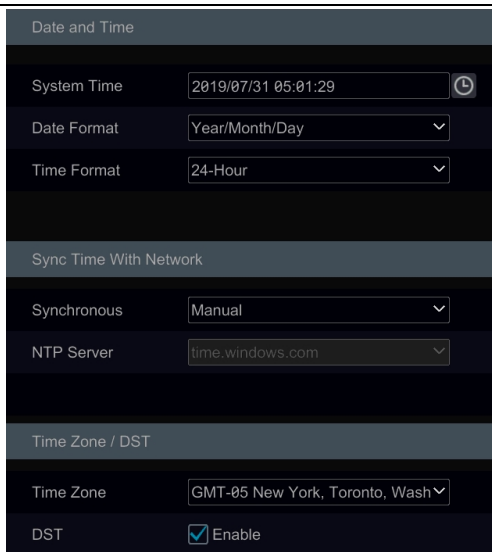 Date and Time
System Time 2019/07/31 05:01:29
Date Format Year/Month/Day
Time Format 24-Hour
Sync Time With Network
Synchronous Manual
NTP Server time.windows.com
Time Zone / DST
Time Zone GMT-05 New York, Toronto, Wash
DST Enable